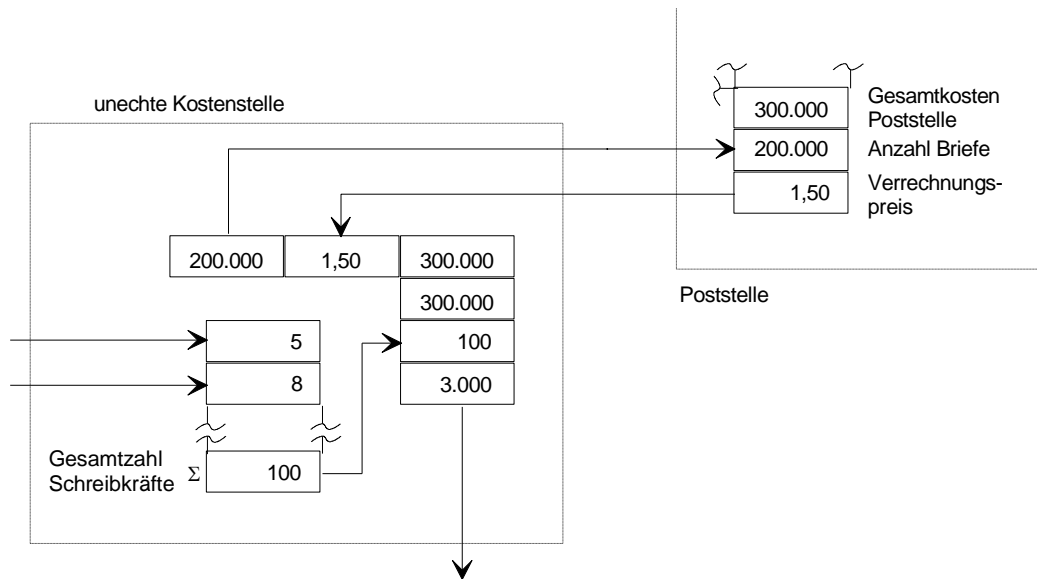 unechte Kostenstelle
300.000
Gesamtkosten
Poststelle
200.000
Anzahl Briefe
1,50
Verrechnungs-
preis
200.000
1,50
300.000
300.000
Poststelle
5
100
8
3.000
Gesamtzahl
Schreibkräfte
Σ
100